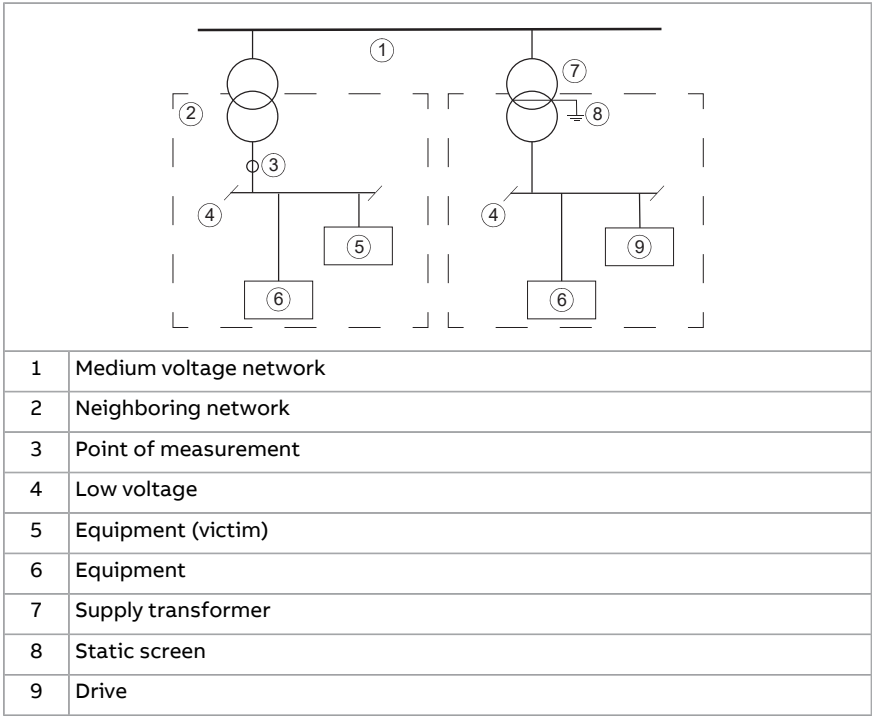 1
7
2
8
3
4
4
5
9
6
6
1 Medium voltage network
2 Neighboring network
3 Point of measurement
4 Low voltage
5 Equipment (victim)
6 Equipment
7 Supply transformer
8 Static screen
9 Drive